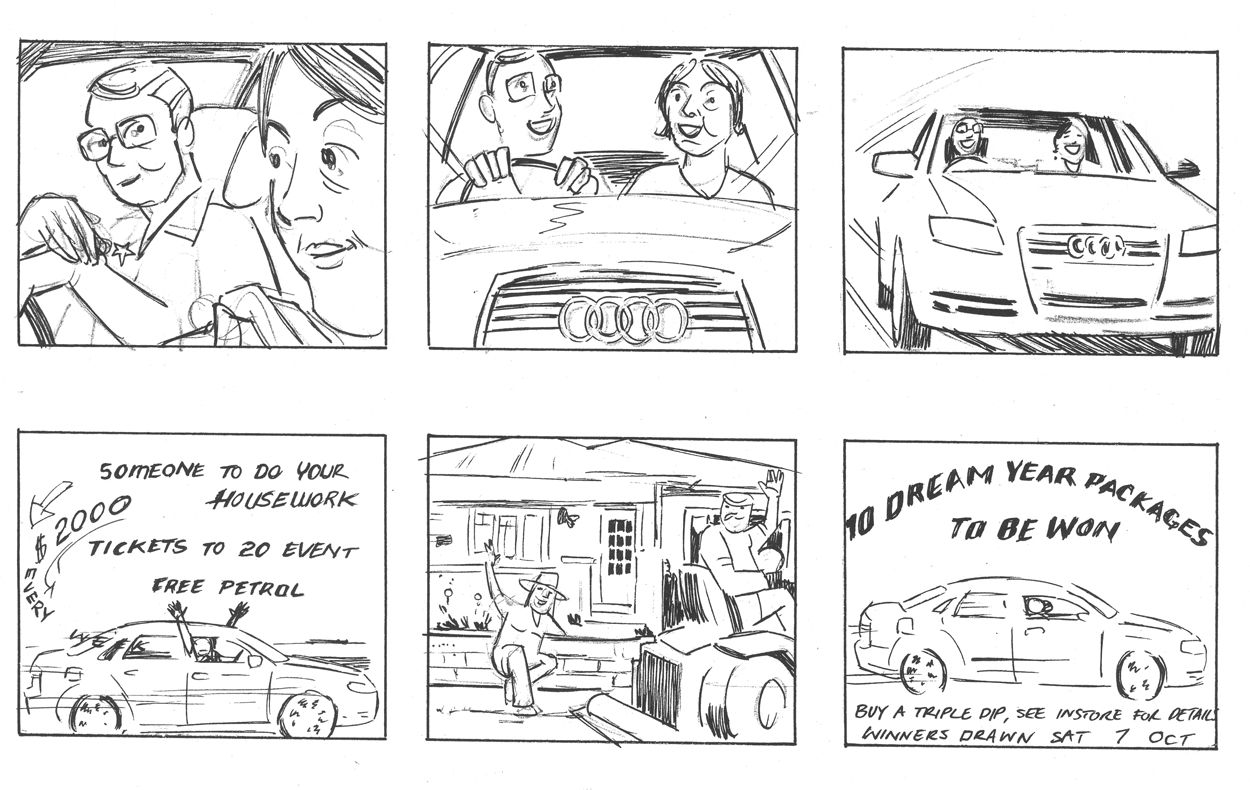 SOMEONE TO DO YOUR
HOUSEWORK
$2000
EVERY
WEEK
TICKETS TO 20 EVENT
FREE PETROL
10 DREAM YEAR PACKAGES
TO BE WON
BUY A TRIPLE DIP, SEE INSTORE FOR DETAILS
WINNERS DRAWN SAT 7 OCT